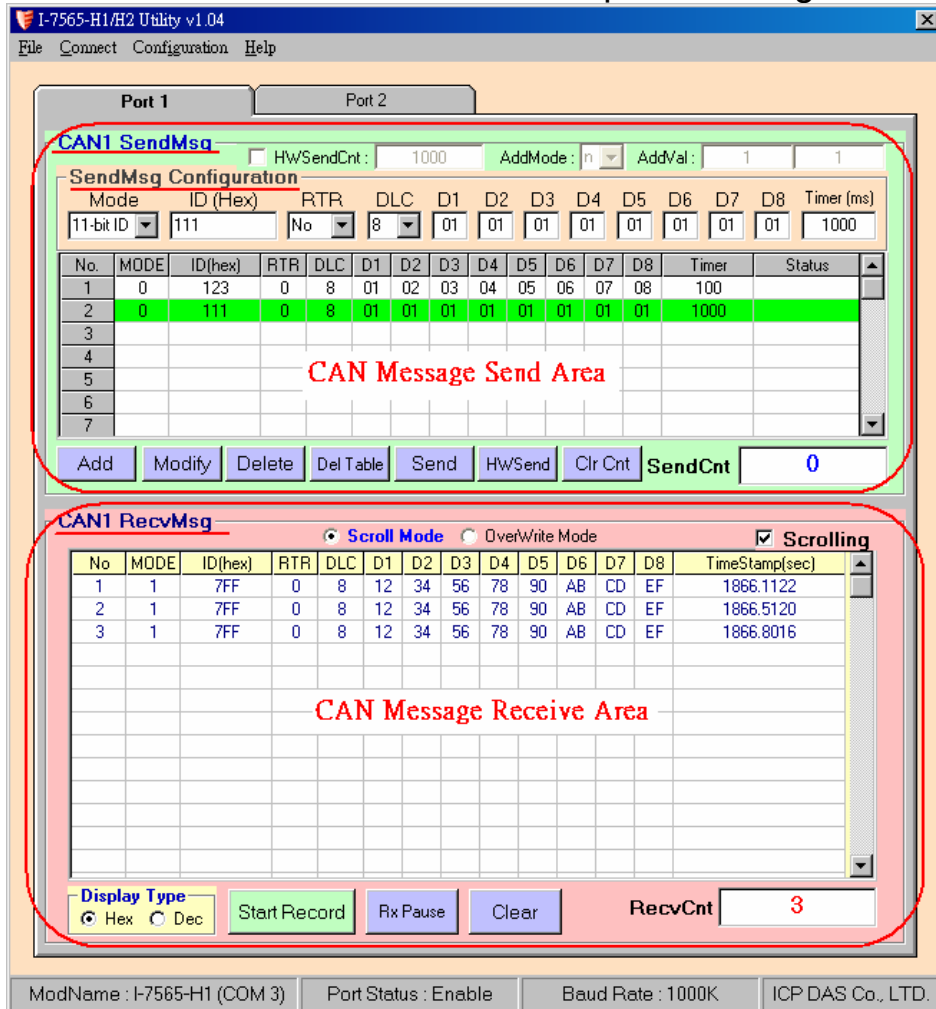 I-7565-H1/H2 Utility v1.04
File Connect Configuration Help
Port 1 Port 2
CAN1 SendMsg
HWSendCnt : 1000 AddMode : n AddVal : 1 1
SendMsg Configuration
Mode ID (Hex) RTR DLC D1 D2 D3 D4 D5 D6 D7 D8 Timer (ms)
11-bit ID 111 No 8 01 01 01 01 01 01 01 01 1000
No. MODE ID(hex) RTR DLC D1 D2 D3 D4 D5 D6 D7 D8 Timer Status
1 0 123 0 8 01 02 03 04 05 06 07 08 100
2 0 111 0 8 01 01 01 01 01 01 01 01 1000
3
4
CAN Message Send Area
5
6
7
Add Modify Delete Del Table Send HWSend Clr Cnt SendCnt 0
CAN1 RecvMsg
Scroll Mode OverWrite Mode Scrolling
No MODE ID(hex) RTR DLC D1 D2 D3 D4 D5 D6 D7 D8 TimeStamp(sec)
1 1 7FF 0 8 12 34 56 78 90 AB CD EF 1866.1122
2 1 7FF 0 8 12 34 56 78 90 AB CD EF 1866.5120
3 1 7FF 0 8 12 34 56 78 90 AB CD EF 1866.8016
CAN Message Receive Area
Display Type
Hex Dec Start Record Rx Pause Clear RecvCnt 3
ModName : I-7565-H1 (COM 3) Port Status : Enable Baud Rate : 1000K ICP DAS Co., LTD.